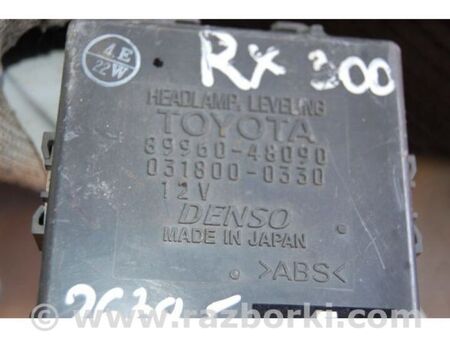 4.E
22W
RX 300
HEADLAMP, LEVELING
TOYOTA
89960-48090
031800-0330
12V
DENSO
MADE IN JAPAN
>ABS<
www.razborki.com